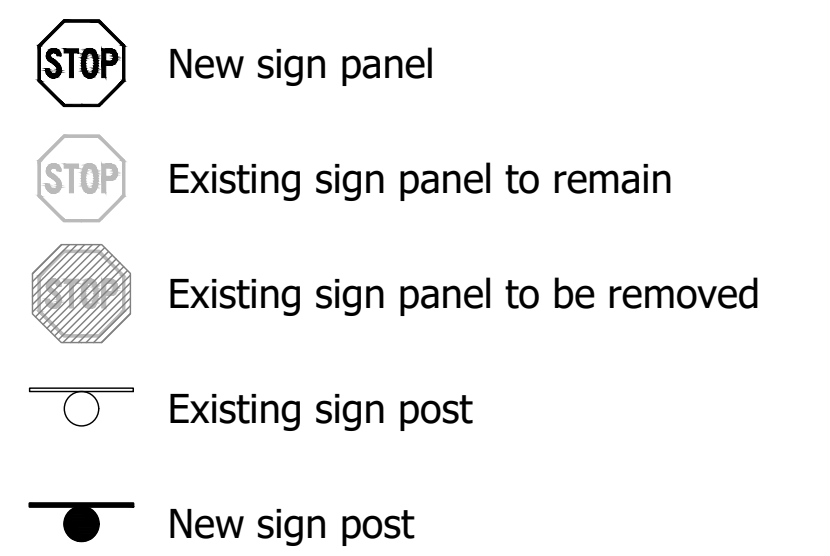 STOP New sign panel
STOP Existing sign panel to remain
STOP Existing sign panel to be removed
Existing sign post
New sign post